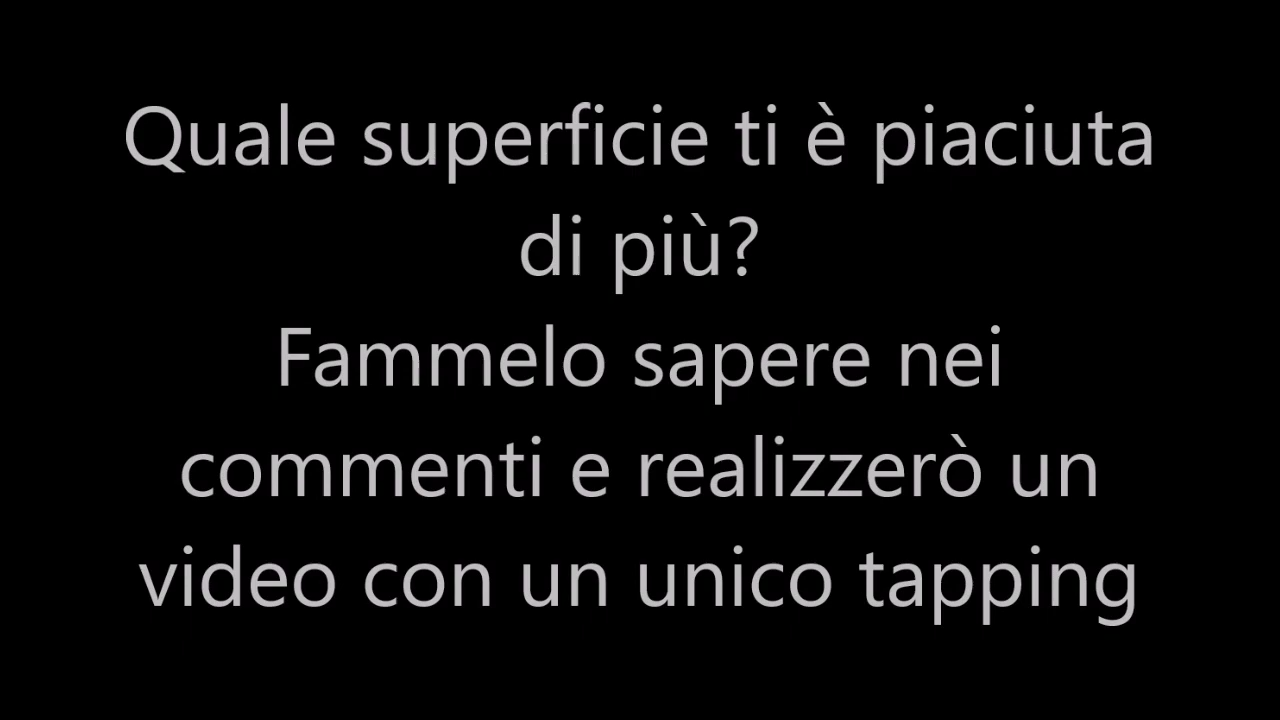 Quale superficie ti è piaciuta
di più?
Fammelo sapere nei
commenti e realizzerò un
video con un unico tapping